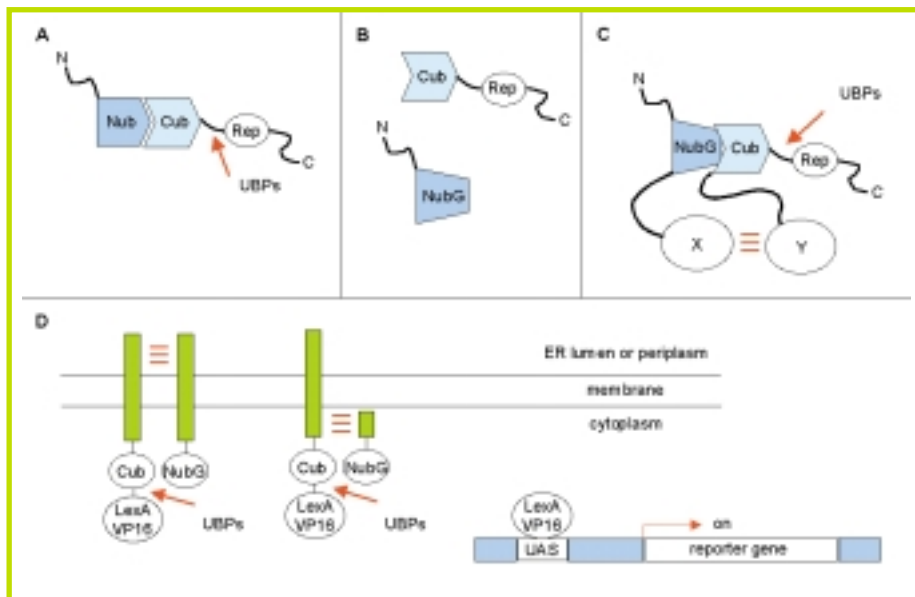 A
N
Nub
Cub
Rep
C
UBPs
B
Cub
Rep
C
N
NubG
C
N
UBPs
NubG
Cub
Rep
C
X
Y
D
ER lumen or periplasm
membrane
cytoplasm
Cub
NubG
LexA
VP16
UBPs
Cub
NubG
LexA
VP16
UBPs
LexA
VP16
UAS
on
reporter gene